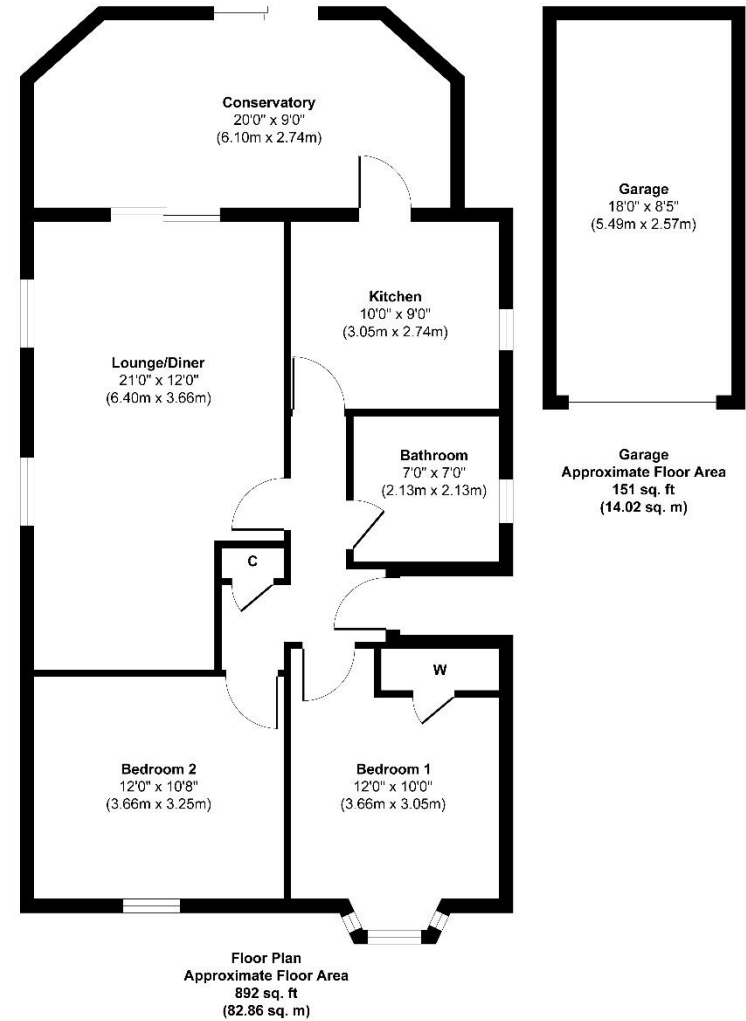 Conservatory
20'0" x 9'0"
(6.10m x 2.74m)
Garage
18'0" x 8'5"
(5.49m x 2.57m)
Kitchen
10'0" x 9'0"
(3.05m x 2.74m)
Lounge/Diner
21'0" x 12'0"
(6.40m x 3.66m)
Bathroom
7'0" x 7'0"
(2.13m x 2.13m)
Garage
Approximate Floor Area
151 sq. ft
(14.02 sq. m)
C
W
Bedroom 2
12'0" x 10'8"
(3.66m x 3.25m)
Bedroom 1
12'0" x 10'0"
(3.66m x 3.05m)
Floor Plan
Approximate Floor Area
892 sq. ft
(82.86 sq. m)